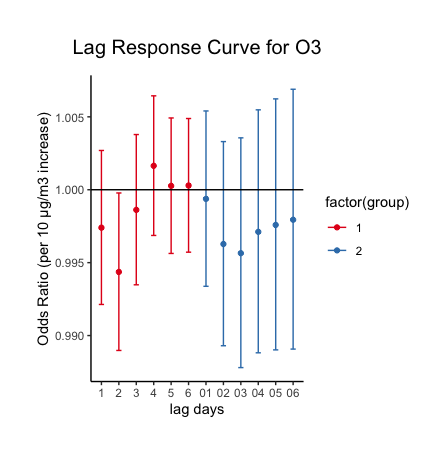 Lag Response Curve for O3
Odds Ratio (per 10 μg/m3 increase)
1.005
1.000
0.995
0.990
1 2 3 4 5 6 01 02 03 04 05 06
lag days
factor(group)
1
2